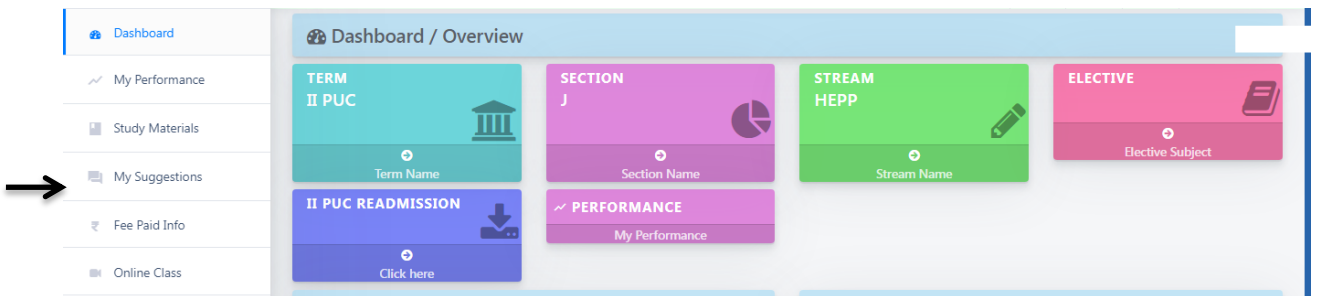 Dashboard
My Performance
Study Materials
My Suggestions
Fee Paid Info
Online Class
Dashboard / Overview
TERM
II PUC
Term Name
SECTION
J
Section Name
STREAM
HEPP
Stream Name
ELECTIVE
Elective Subject
II PUC READMISSION
Click here
PERFORMANCE
My Performance